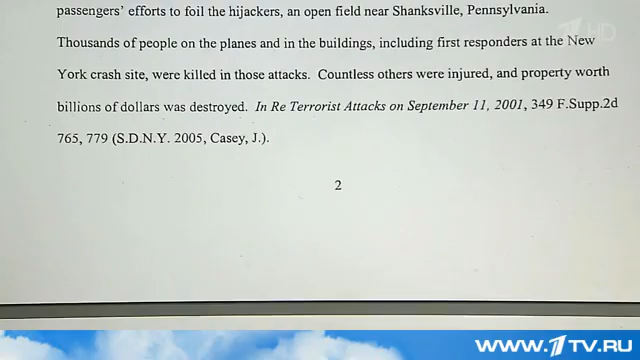 passengers' efforts to foil the hijackers, an open field near Shanksville, Pennsylvania.
Thousands of people on the planes and in the buildings, including first responders at the New
York crash site, were killed in those attacks.  Countless others were injured, and property worth
billions of dollars was destroyed.  In Re Terrorist Attacks on September 11, 2001, 349 F.Supp.2d
765, 779 (S.D.N.Y. 2005, Casey, J.).
2
1HD
WWW.1TV.RU